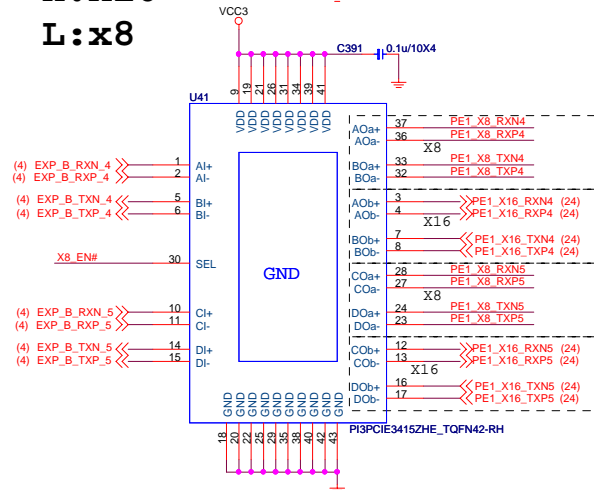 L:x8
VCC3
C391 0.1u/10X4
U41
9 19 21 26 31 34 39 41
VDD VDD VDD VDD VDD VDD VDD VDD
(4) EXP_B_RXN_4 1 AI+
(4) EXP_B_RXP_4 2 AI-
(4) EXP_B_TXN_4 5 BI+
(4) EXP_B_TXP_4 6 BI-
X8_EN# 30 SEL
(4) EXP_B_RXN_5 10 CI+
(4) EXP_B_RXP_5 11 CI-
(4) EXP_B_TXN_5 14 DI+
(4) EXP_B_TXP_5 15 DI-
GND
AOa+ 37 PE1_X8_RXN4
AOa- 36 PE1_X8_RXP4
X8
BOa+ 33 PE1_X8_TXN4
BOa- 32 PE1_X8_TXP4
AOb+ 3 PE1_X16_RXN4 (24)
AOb- 4 PE1_X16_RXP4 (24)
X16
BOb+ 7 PE1_X16_TXN4 (24)
BOb- 8 PE1_X16_TXP4 (24)
COa+ 28 PE1_X8_RXN5
COa- 27 PE1_X8_RXP5
X8
DOa+ 24 PE1_X8_TXN5
DOa- 23 PE1_X8_TXP5
COb+ 12 PE1_X16_RXN5 (24)
COb- 13 PE1_X16_RXP5 (24)
X16
DOb+ 16 PE1_X16_TXN5 (24)
DOb- 17 PE1_X16_TXP5 (24)
GND GND GND GND GND GND GND GND GND GP
18 20 22 25 29 35 38 40 42 43
PI3PCIE3415ZHE_TQFN42-RH